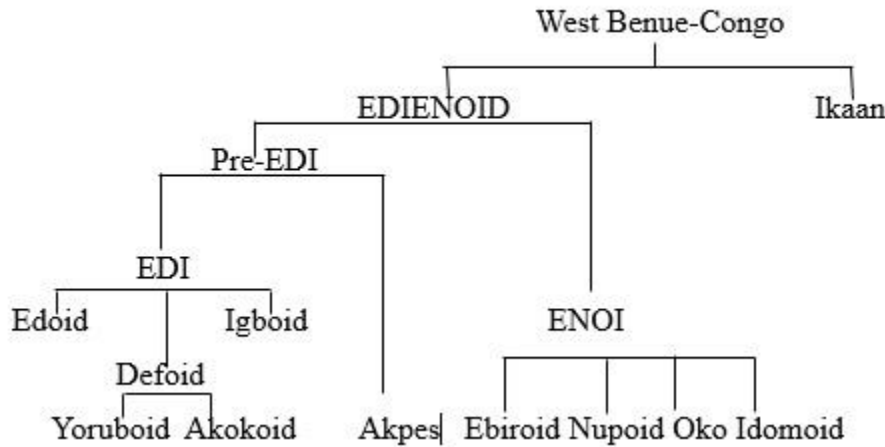 West Benue-Congo
EDIENOID Ikaan
Pre-EDI
EDI
Edoid Igboid ENOI
Defoid
Yoruboid Akokoid Akpes Ebiroid Nupoid Oko Idomoid